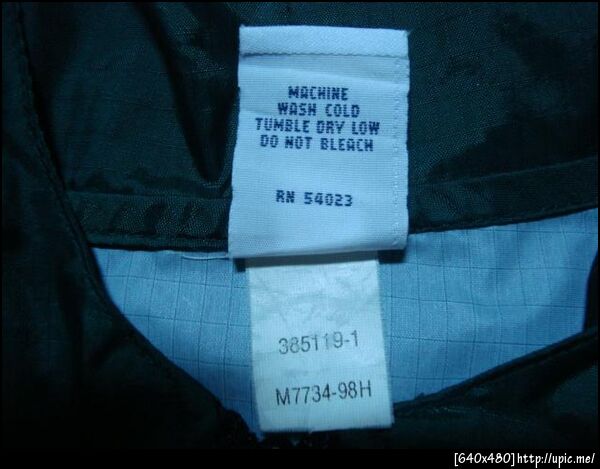 MACHINE
WASH COLD
TUMBLE DRY LOW
DO NOT BLEACH
RN 54023
385119-1
M7734-98H
[640x480]http://upic.me/